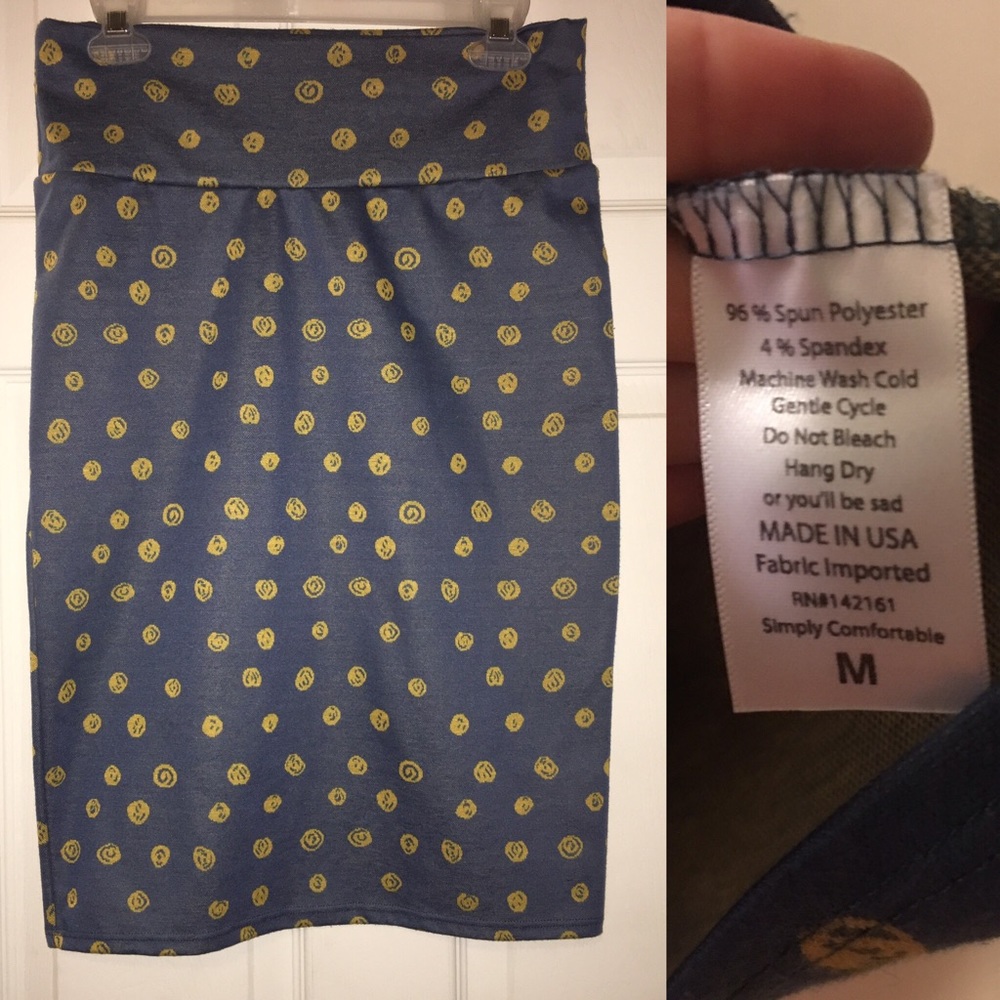 96 % Spun Polyester
4 % Spandex
Machine Wash Cold
Gentle Cycle
Do Not Bleach
Hang Dry
or you'll be sad
MADE IN USA
Fabric Imported
RN#142161
Simply Comfortable
M